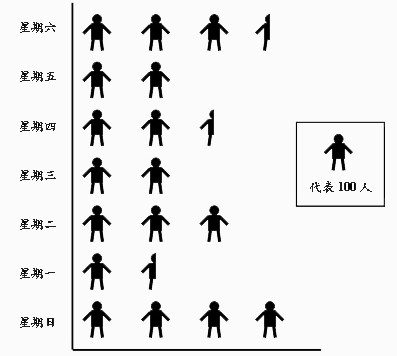 星期六
星期五
星期四
星期三
星期二
星期一
星期日
代表 100 人